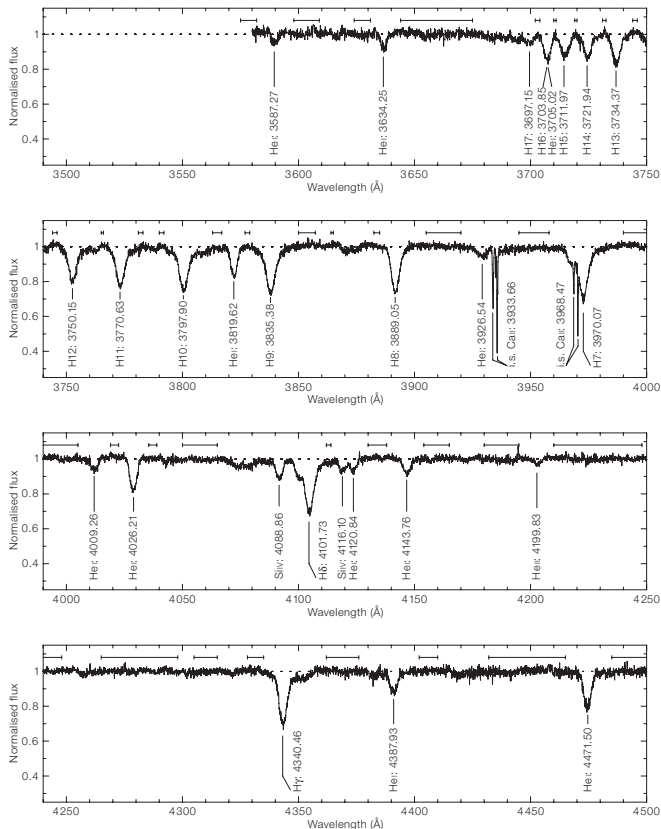 Normalised flux
1
0.8
0.6
0.4
HeI: 3587.27
HeI: 3634.25
H17: 3697.15
H16: 3703.85
HeI: 3705.02
H15: 3711.97
H14: 3721.94
H13: 3734.37
3500 3550 3600 3650 3700 3750
Wavelength (Å)
Normalised flux
1
0.8
0.6
0.4
H12: 3750.15
H11: 3770.63
H10: 3797.90
HeI: 3819.62
H9: 3835.38
H8: 3889.05
HeI: 3926.54
i.s. CaII: 3933.66
i.s. CaII: 3968.47
H7: 3970.07
3750 3800 3850 3900 3950 4000
Wavelength (Å)
Normalised flux
1
0.8
0.6
0.4
HeI: 4009.26
HeI: 4026.21
SiIV: 4088.86
Hδ: 4101.73
SiIV: 4116.10
HeI: 4120.84
HeI: 4143.76
HeII: 4199.83
4000 4050 4100 4150 4200 4250
Wavelength (Å)
Normalised flux
1
0.8
0.6
0.4
Hγ: 4340.46
HeI: 4387.93
HeI: 4471.50
4250 4300 4350 4400 4450 4500
Wavelength (Å)